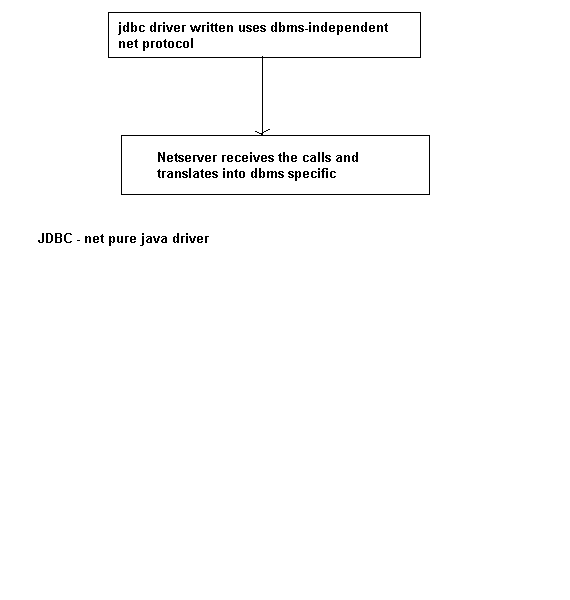 jdbc driver written uses dbms-independent
net protocol
Netserver receives the calls and
translates into dbms specific
JDBC - net pure java driver